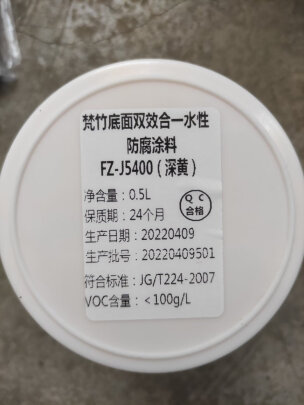 梵竹底面双效合一水性
防腐涂料
FZ-J5400（深黄）
净含量：0.5L
保质期：24个月
QC
合格
生产日期：20220409
生产批号：20220409501
符合标准：JG/T224-2007
VOC含量：＜100g/L